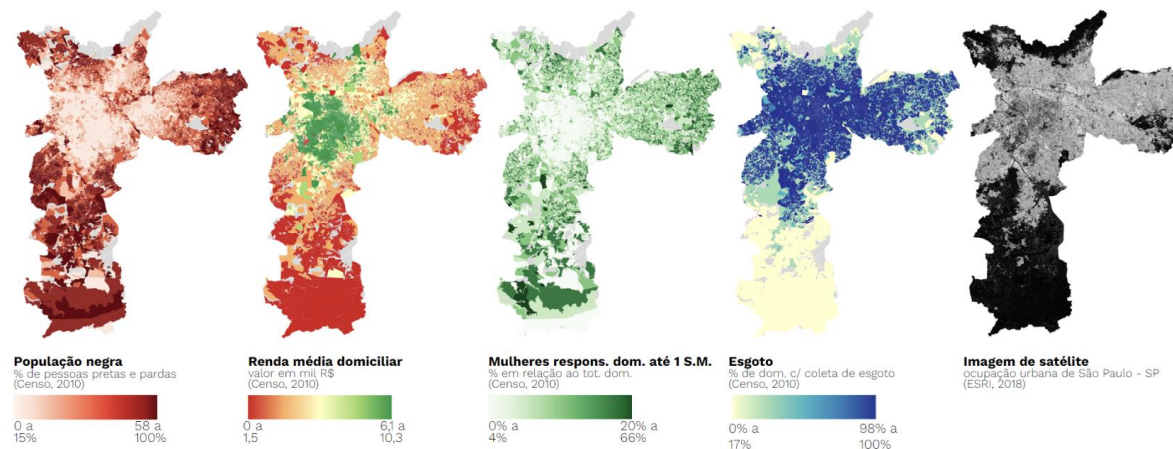 População negra
% de pessoas pretas e pardas
(Censo, 2010)
0 a
15%
58 a
100%
Renda média domiciliar
valor em mil R$
(Censo, 2010)
0 a
1,5
6,1 a
10,3
Mulheres respons. dom. até 1 S.M.
% em relação ao tot. dom.
(Censo, 2010)
0% a
4%
20% a
66%
Esgoto
% de dom. c/ coleta de esgoto
(Censo, 2010)
0% a
17%
98% a
100%
Imagem de satélite
ocupação urbana de São Paulo - SP
(ESRI, 2018)